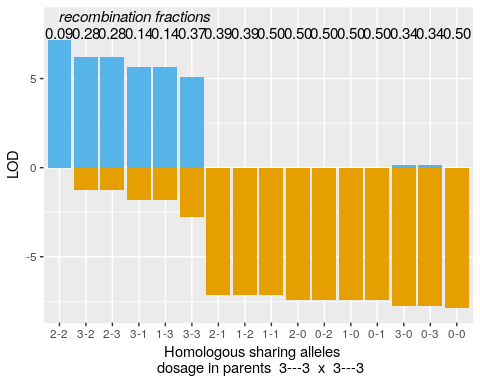 recombination fractions
0.09 0.28 0.28 0.14 0.14 0.37 0.39 0.39 0.50 0.50 0.50 0.50 0.50 0.34 0.34 0.50
5
0
-5
LOD
2-2 3-2 2-3 3-1 1-3 3-3 2-1 1-2 1-1 2-0 0-2 1-0 0-1 3-0 0-3 0-0
Homologous sharing alleles
dosage in parents 3---3 x 3---3